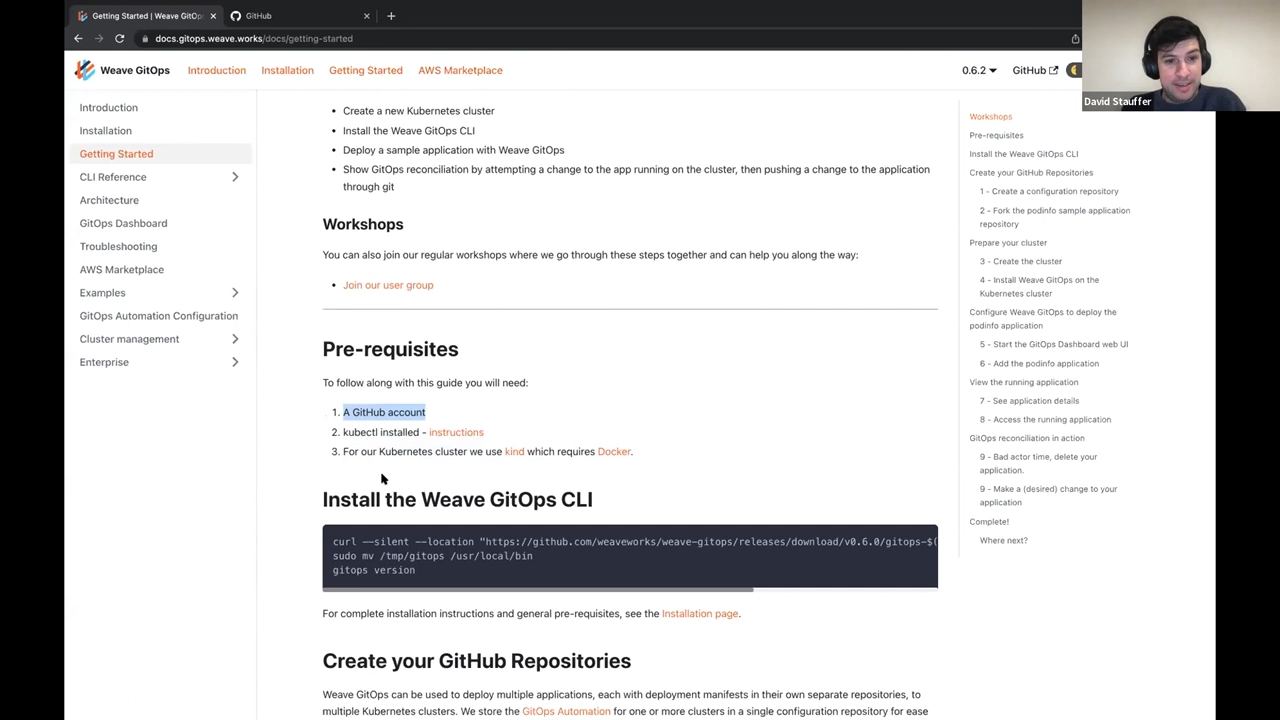 Getting Started | Weave GitOps
GitHub
docs.gitops.weave.works/docs/getting-started
Weave GitOps
Introduction
Installation
Getting Started
AWS Marketplace
0.6.2
GitHub
David Stauffer
Introduction
Installation
Getting Started
CLI Reference
Architecture
GitOps Dashboard
Troubleshooting
AWS Marketplace
Examples
GitOps Automation Configuration
Cluster management
Enterprise
• Create a new Kubernetes cluster
• Install the Weave GitOps CLI
• Deploy a sample application with Weave GitOps
• Show GitOps reconciliation by attempting a change to the app running on the cluster, then pushing a change to the application
through git
Workshops
You can also join our regular workshops where we go through these steps together and can help you along the way:
• Join our user group
Pre-requisites
To follow along with this guide you will need:
1. A GitHub account
2. kubectl installed - instructions
3. For our Kubernetes cluster we use kind which requires Docker.
Install the Weave GitOps CLI
curl --silent --location "https://github.com/weaveworks/weave-gitops/releases/download/v0.6.0/gitops-$(
sudo mv /tmp/gitops /usr/local/bin
gitops version
For complete installation instructions and general pre-requisites, see the Installation page.
Create your GitHub Repositories
Weave GitOps can be used to deploy multiple applications, each with deployment manifests in their own separate repositories, to
multiple Kubernetes clusters. We store the GitOps Automation for one or more clusters in a single configuration repository for ease
Workshops
Pre-requisites
Install the Weave GitOps CLI
Create your GitHub Repositories
1 - Create a configuration repository
2 - Fork the podinfo sample application
repository
Prepare your cluster
3 - Create the cluster
4 - Install Weave GitOps on the
Kubernetes cluster
Configure Weave GitOps to deploy the
podinfo application
5 - Start the GitOps Dashboard web UI
6 - Add the podinfo application
View the running application
7 - See application details
8 - Access the running application
GitOps reconciliation in action
9 - Bad actor time, delete your
application.
9 - Make a (desired) change to your
application
Complete!
Where next?